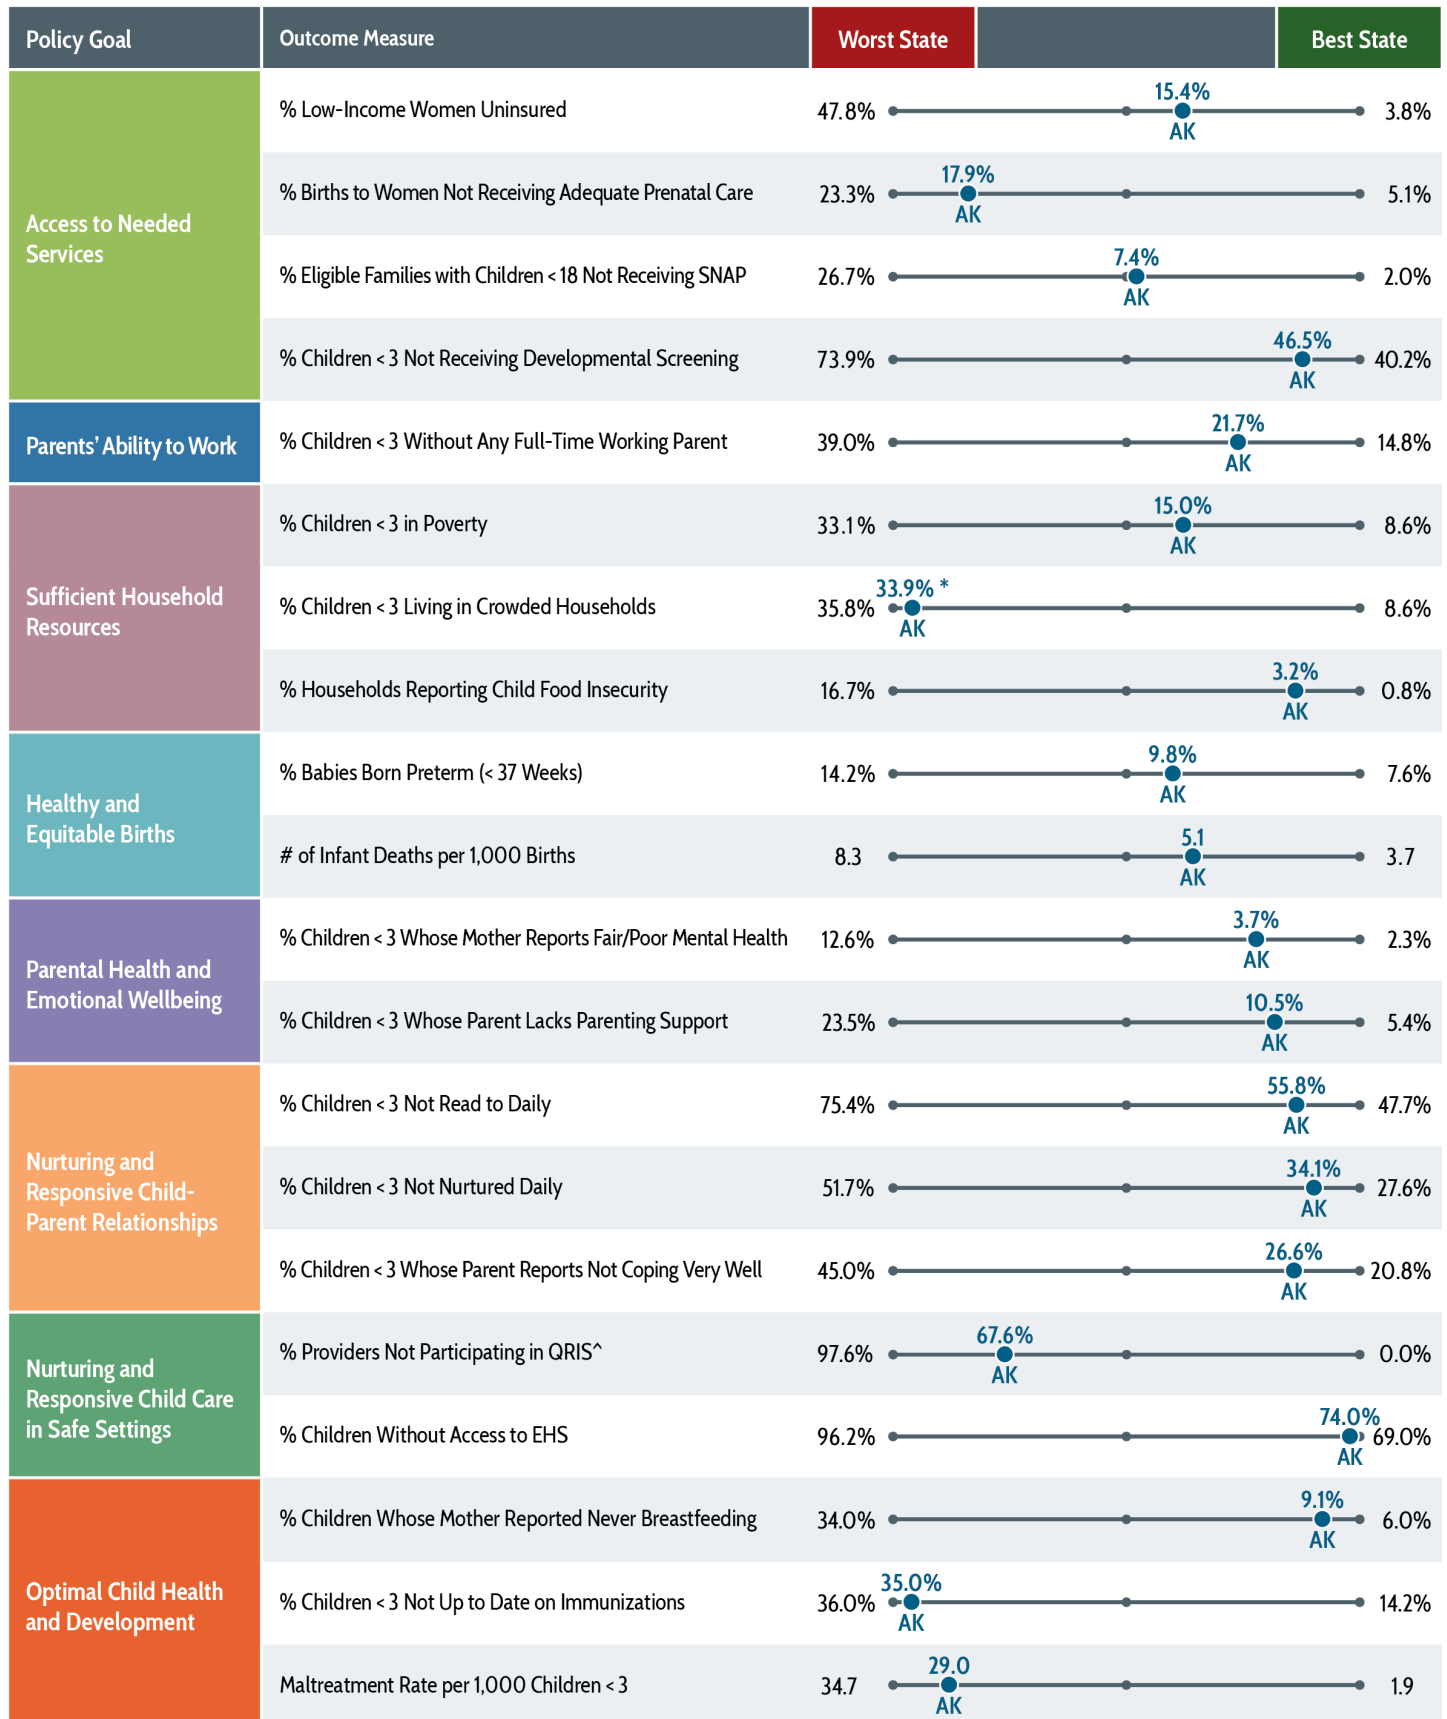 Policy Goal
Outcome Measure
Worst State
Best State
Access to Needed
Services
% Low-Income Women Uninsured
47.8%
15.4%
AK
3.8%
% Births to Women Not Receiving Adequate Prenatal Care
23.3%
17.9%
AK
5.1%
% Eligible Families with Children < 18 Not Receiving SNAP
26.7%
7.4%
AK
2.0%
% Children < 3 Not Receiving Developmental Screening
73.9%
46.5%
AK
40.2%
Parents' Ability to Work
% Children < 3 Without Any Full-Time Working Parent
39.0%
21.7%
AK
14.8%
Sufficient Household
Resources
% Children < 3 in Poverty
33.1%
15.0%
AK
8.6%
% Children < 3 Living in Crowded Households
35.8%
33.9% *
AK
8.6%
% Households Reporting Child Food Insecurity
16.7%
3.2%
AK
0.8%
Healthy and
Equitable Births
% Babies Born Preterm (< 37 Weeks)
14.2%
9.8%
AK
7.6%
# of Infant Deaths per 1,000 Births
8.3
5.1
AK
3.7
Parental Health and
Emotional Wellbeing
% Children < 3 Whose Mother Reports Fair/Poor Mental Health
12.6%
3.7%
AK
2.3%
% Children < 3 Whose Parent Lacks Parenting Support
23.5%
10.5%
AK
5.4%
Nurturing and
Responsive Child-
Parent Relationships
% Children < 3 Not Read to Daily
75.4%
55.8%
AK
47.7%
% Children < 3 Not Nurtured Daily
51.7%
34.1%
AK
27.6%
% Children < 3 Whose Parent Reports Not Coping Very Well
45.0%
26.6%
AK
20.8%
Nurturing and
Responsive Child Care
in Safe Settings
% Providers Not Participating in QRIS^
97.6%
67.6%
AK
0.0%
% Children Without Access to EHS
96.2%
74.0%
AK
69.0%
Optimal Child Health
and Development
% Children Whose Mother Reported Never Breastfeeding
34.0%
9.1%
AK
6.0%
% Children < 3 Not Up to Date on Immunizations
36.0%
35.0%
AK
14.2%
Maltreatment Rate per 1,000 Children < 3
34.7
29.0
AK
1.9